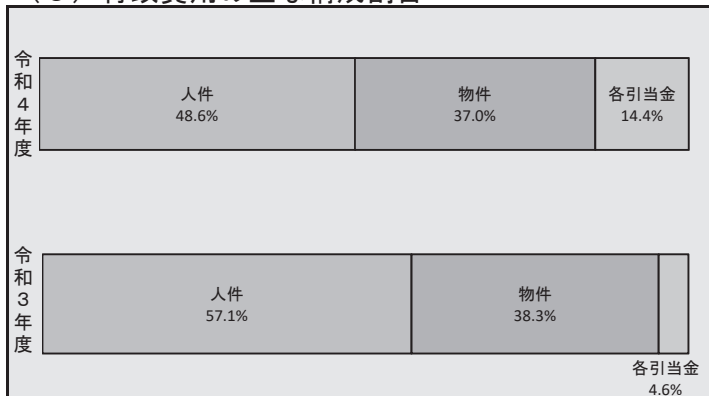 令和4年度
人件
48.6%
物件
37.0%
各引当金
14.4%
令和3年度
人件
57.1%
物件
38.3%
各引当金
4.6%